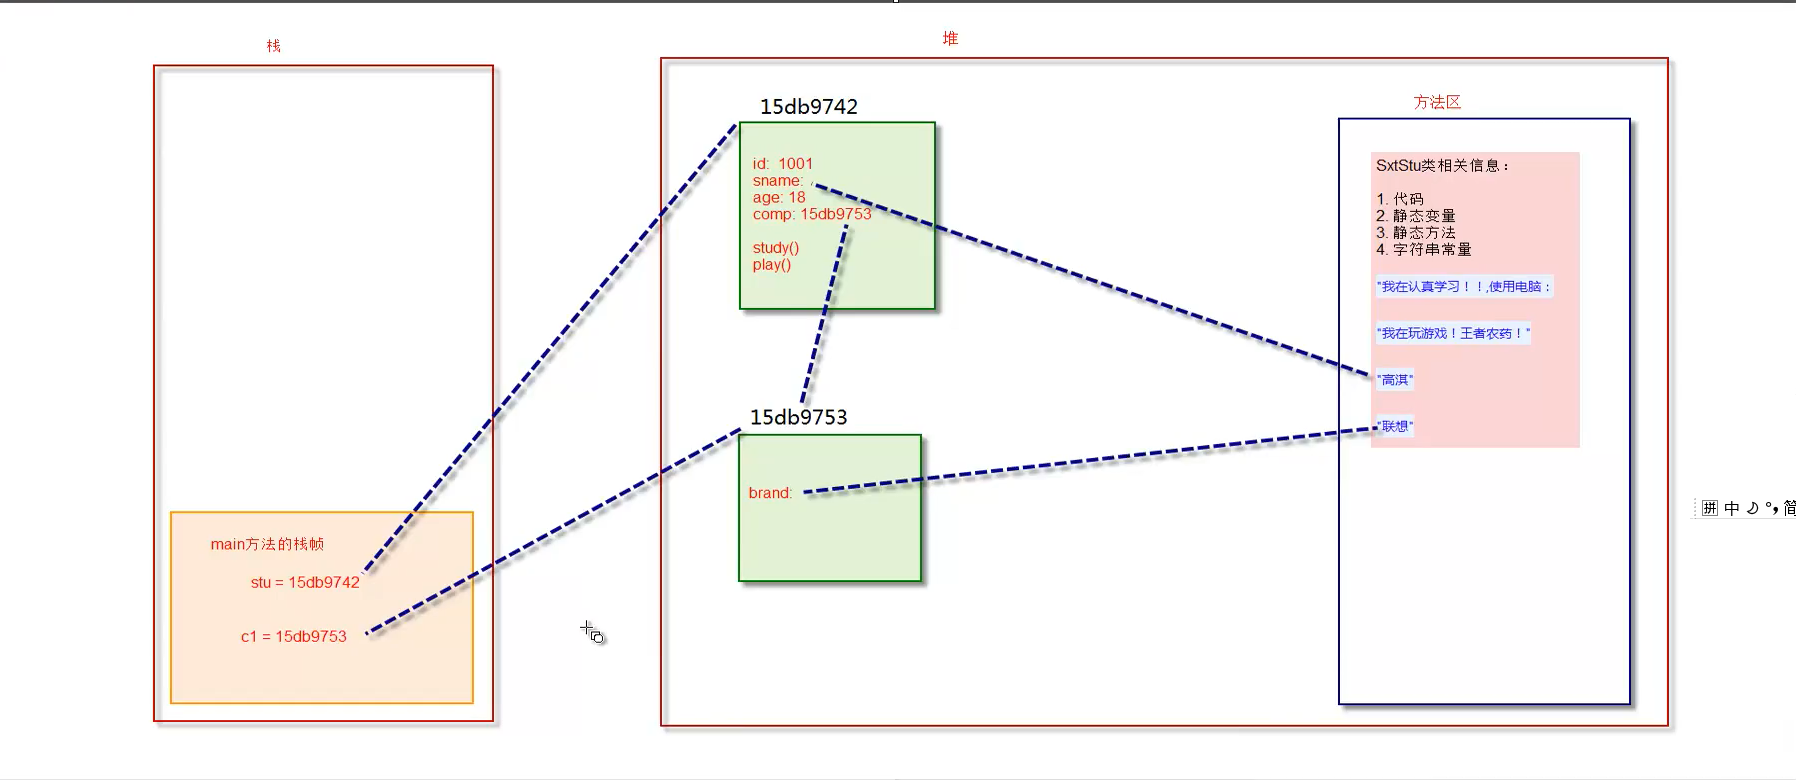 栈
main方法的栈帧
stu = 15db9742
c1 = 15db9753
堆
15db9742
id: 1001
sname:
age: 18
comp: 15db9753
study()
play()
15db9753
brand:
方法区
SxtStu类相关信息：
1. 代码
2. 静态变量
3. 静态方法
4. 字符串常量
"我在认真学习！！,使用电脑：
"我在玩游戏！王者农药！"
"高淇"
"联想"
拼 中 简